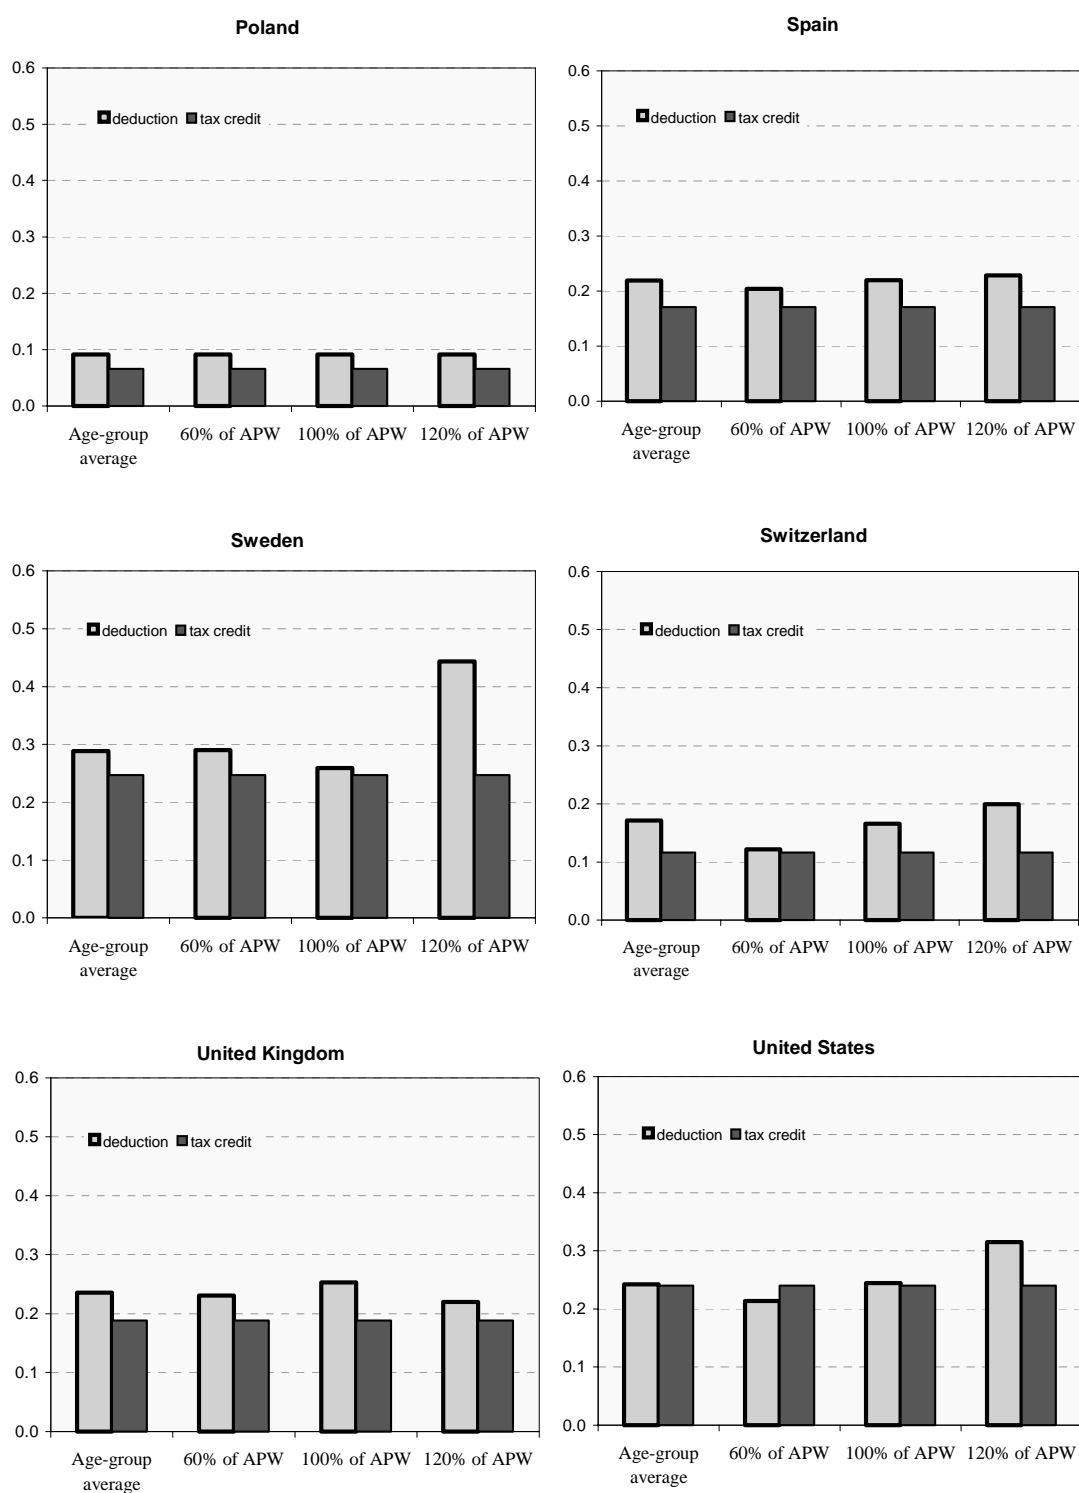 Poland
0.6
0.5
0.4
0.3
0.2
0.1
0.0
deduction tax credit
Age-group average
60% of APW
100% of APW
120% of APW
Spain
0.6
0.5
0.4
0.3
0.2
0.1
0.0
deduction tax credit
Age-group average
60% of APW
100% of APW
120% of APW
Sweden
0.6
0.5
0.4
0.3
0.2
0.1
0.0
deduction tax credit
Age-group average
60% of APW
100% of APW
120% of APW
Switzerland
0.6
0.5
0.4
0.3
0.2
0.1
0.0
deduction tax credit
Age-group average
60% of APW
100% of APW
120% of APW
United Kingdom
0.6
0.5
0.4
0.3
0.2
0.1
0.0
deduction tax credit
Age-group average
60% of APW
100% of APW
120% of APW
United States
0.6
0.5
0.4
0.3
0.2
0.1
0.0
deduction tax credit
Age-group average
60% of APW
100% of APW
120% of APW